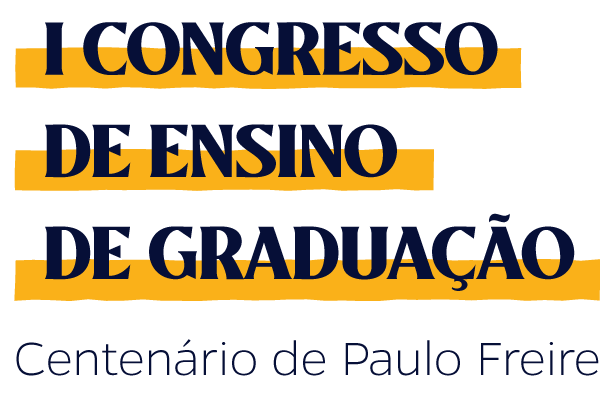 I CONGRESSO
DE ENSINO
DE GRADUAÇÃO
Centenário de Paulo Freire